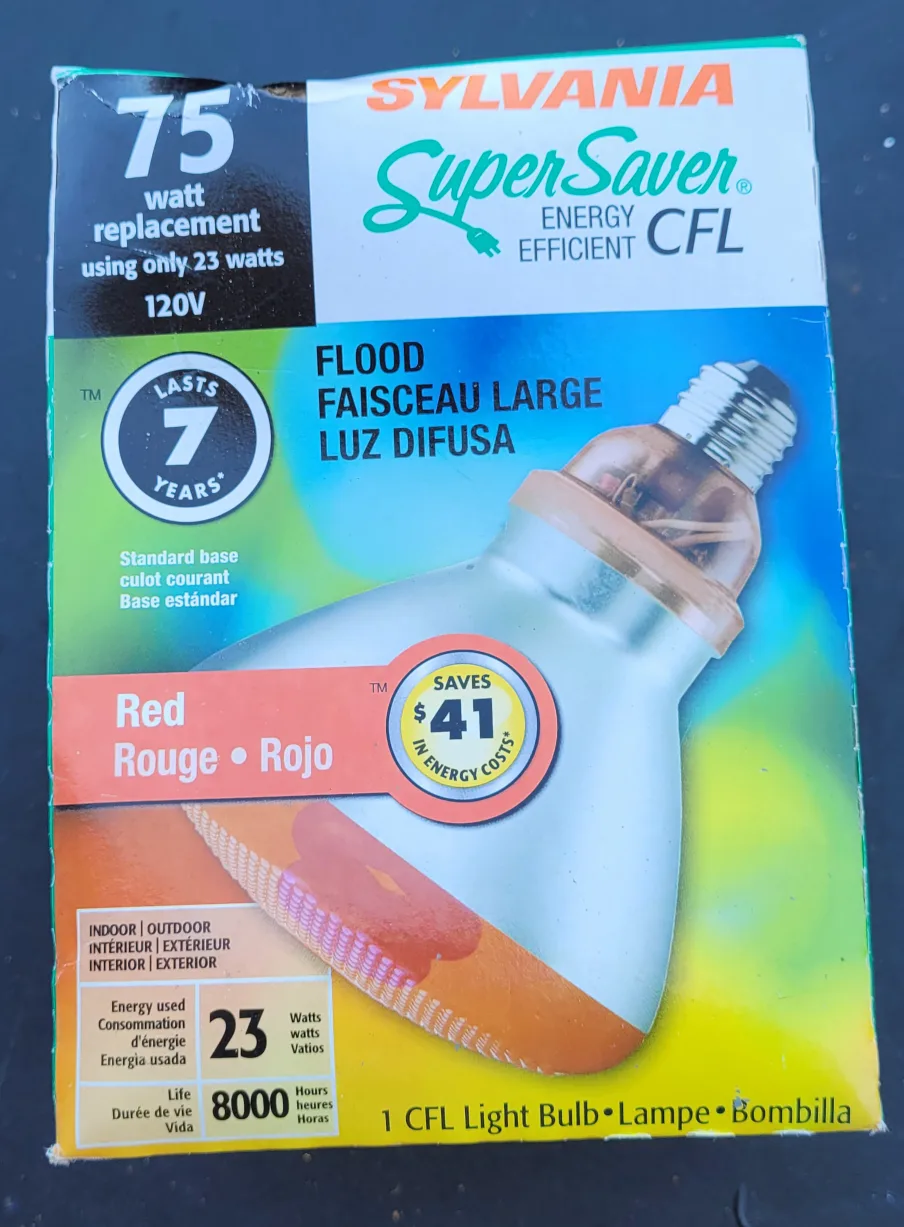 75
watt
replacement
using only 23 watts
120V
SYLVANIA
SuperSaver®
ENERGY
EFFICIENT CFL
TM
LASTS
7
YEARS*
FLOOD
FAISCEAU LARGE
LUZ DIFUSA
Standard base
culot courant
Base estándar
Red
Rouge • Rojo
TM
SAVES
$41
IN ENERGY COSTS*
INDOOR | OUTDOOR
INTÉRIEUR | EXTÉRIEUR
INTERIOR | EXTERIOR
Energy used
Consommation
d'énergie
Energia usada
23
Watts
watts
Vatios
Life
Durée de vie
Vida
8000
Hours
heures
Horas
1 CFL Light Bulb • Lampe • Bombilla